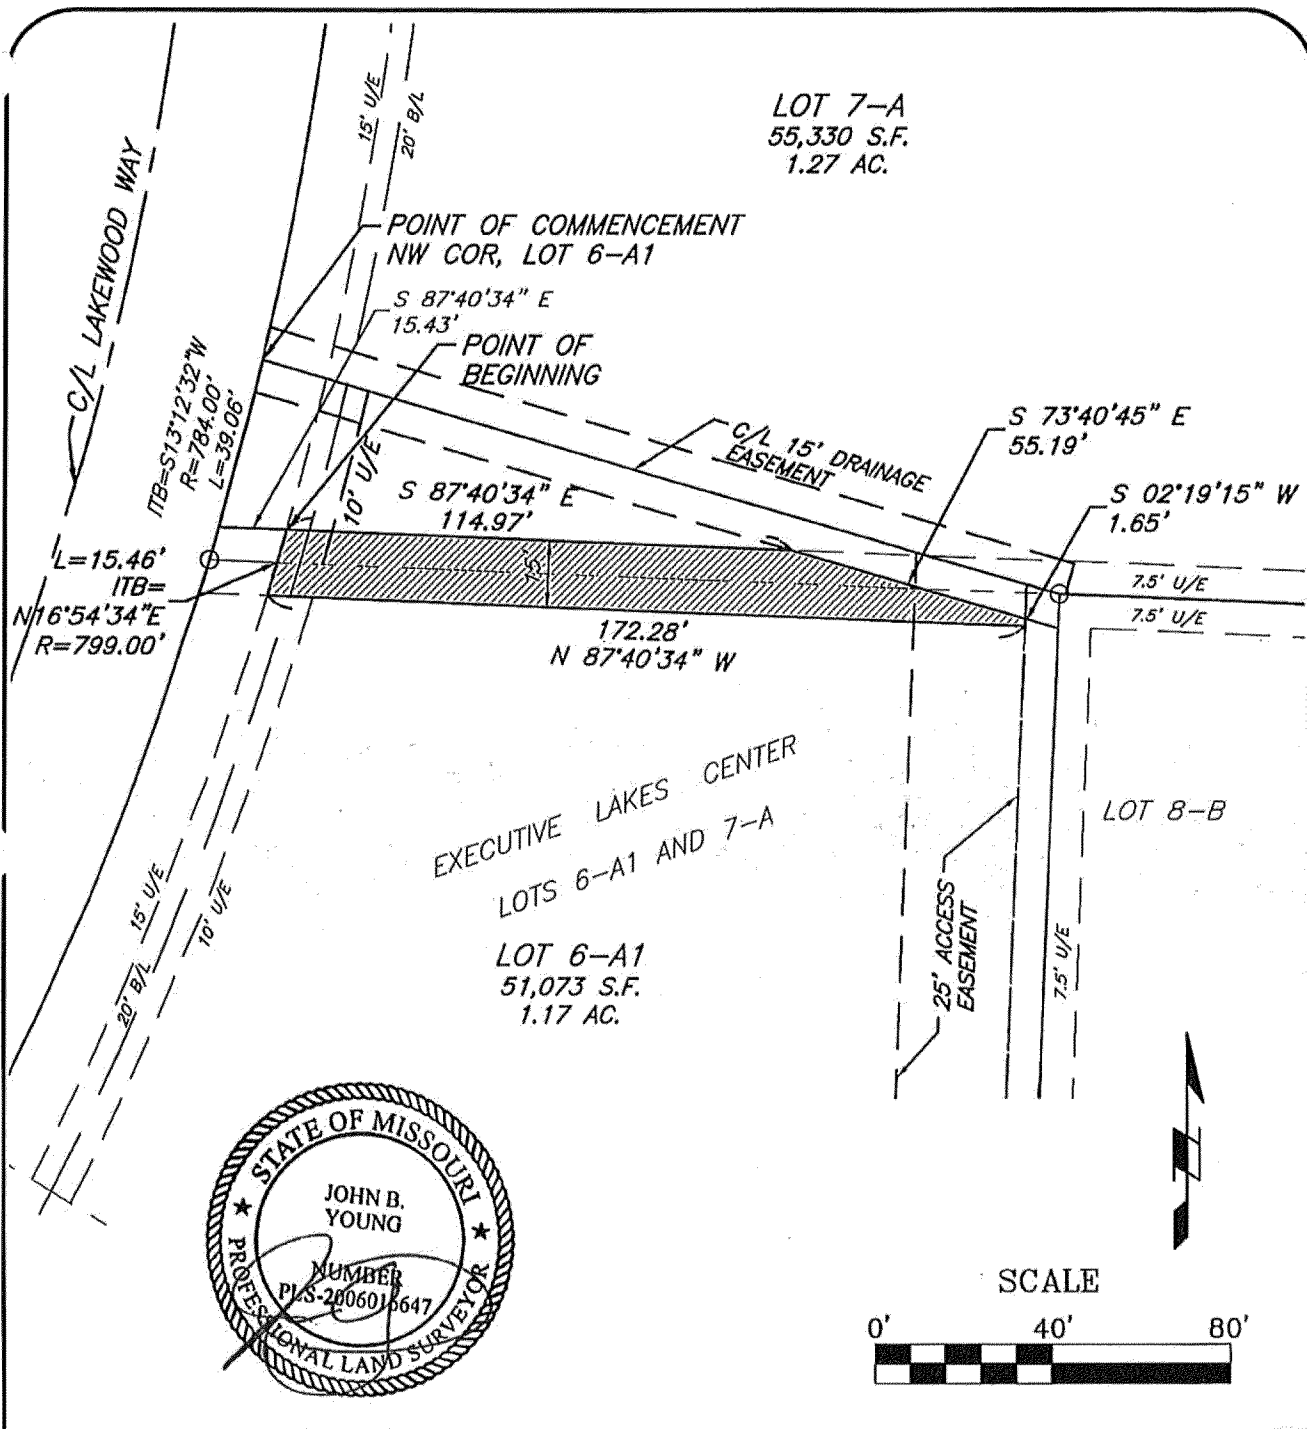 LOT 7-A
55,330 S.F.
1.27 AC.
15' U/E
20' B/L
C/L LAKEWOOD WAY
POINT OF COMMENCEMENT
NW COR, LOT 6-A1
S 87°40'34" E
15.43'
POINT OF
BEGINNING
ITB=S13°12'32"W
R=784.00'
L=39.06'
10' U/E
S 87°40'34" E
114.97'
C/L 15' DRAINAGE
EASEMENT
S 73°40'45" E
55.19'
S 02°19'15" W
1.65'
L=15.46'
ITB=
N16°54'34"E
R=799.00'
15'
7.5' U/E
7.5' U/E
172.28'
N 87°40'34" W
EXECUTIVE LAKES CENTER
LOTS 6-A1 AND 7-A
LOT 8-B
LOT 6-A1
51,073 S.F.
1.17 AC.
25' ACCESS
EASEMENT
7.5' U/E
15' U/E
20' B/L
10' U/E
STATE OF MISSOURI
JOHN B.
YOUNG
NUMBER
PROFESSIONAL LAND SURVEYOR
SCALE
0' 40' 80'